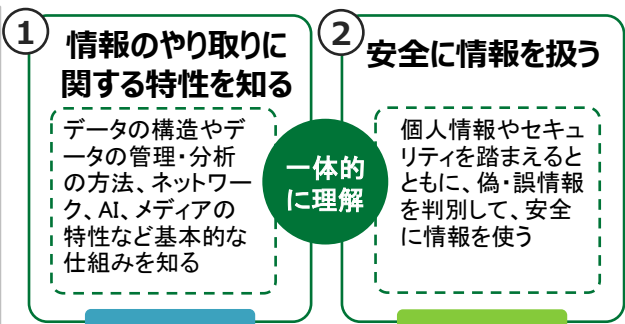 ①
情報のやり取りに
関する特性を知る
データの構造やデ
ータの管理・分析
の方法、ネットワー
ク、AI、メディアの
特性など基本的な
仕組みを知る
一体的
に理解
②
安全に情報を扱う
個人情報やセキュ
リティを踏まえると
ともに、偽・誤情報
を判別して、安全
に情報を使う